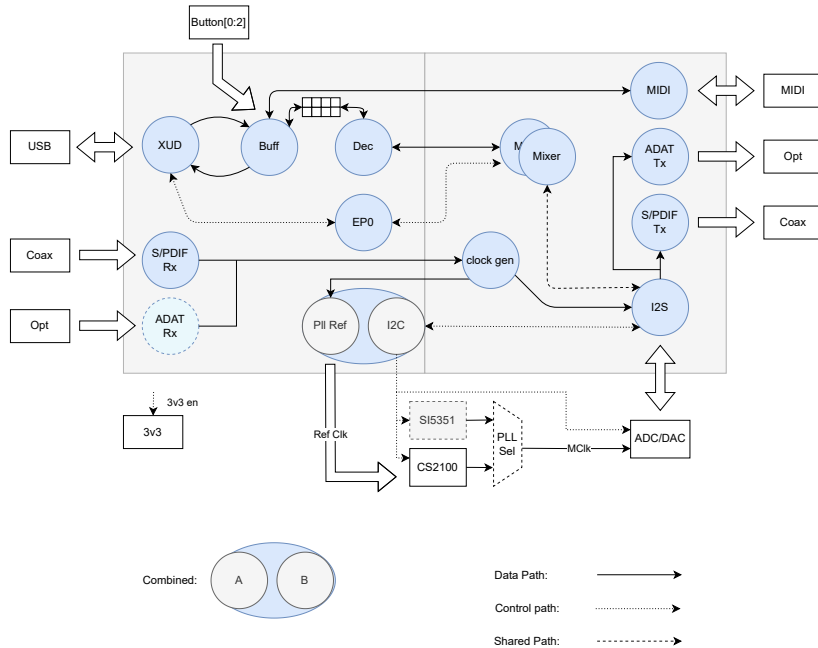 Button[0:2]
MIDI
MIDI
USB
XUD
Buff
Dec
M
Mixer
ADAT
Tx
Opt
EP0
S/PDIF
Tx
Coax
Coax
S/PDIF
Rx
clock gen
I2S
Opt
ADAT
Rx
Pll Ref
I2C
3v3 en
3v3
Ref Clk
SI5351
CS2100
PLL
Sel
MClk
ADC/DAC
Combined:
A
B
Data Path:
Control path:
Shared Path: